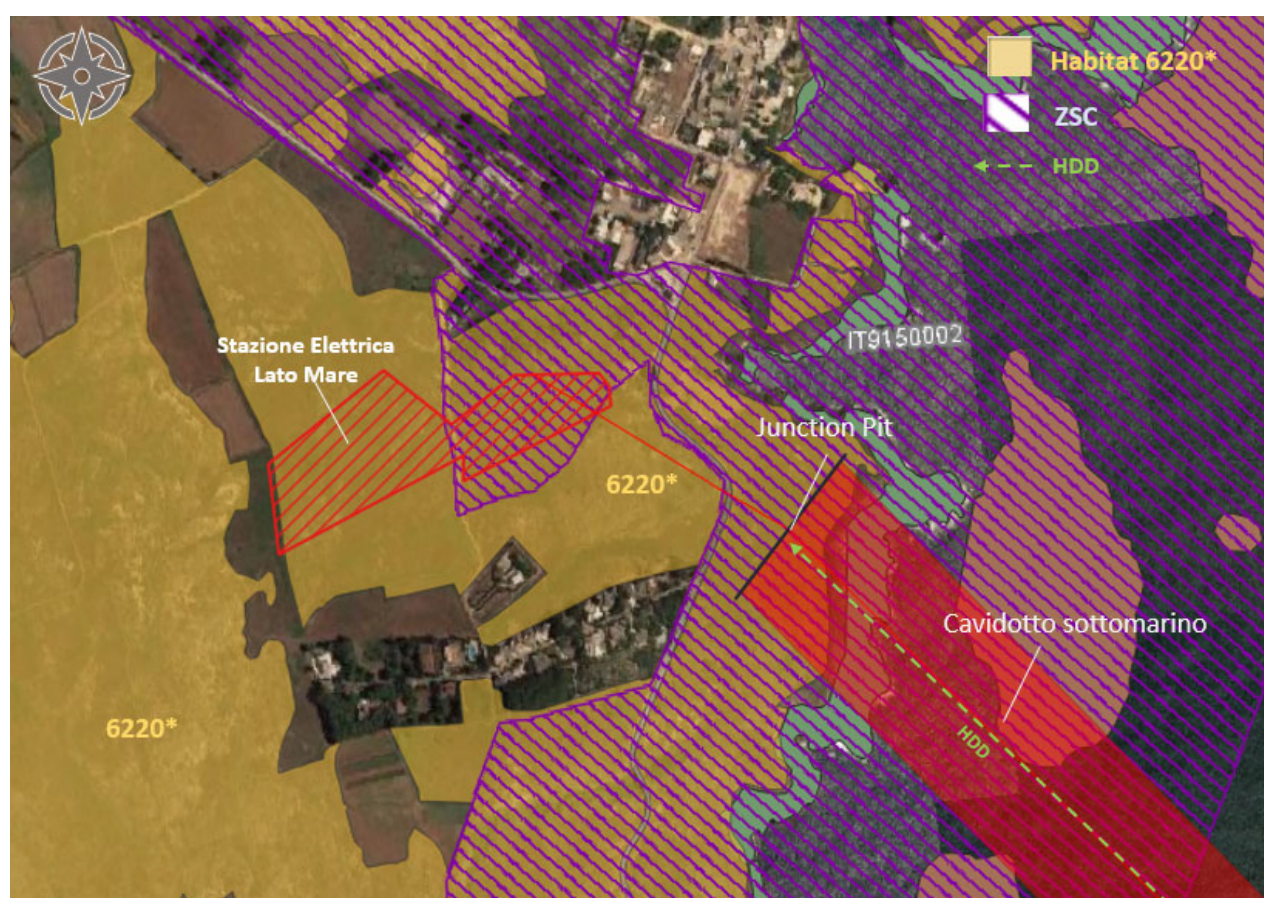 Habitat 6220*
ZSC
HDD
IT9150002
Stazione Elettrica
Lato Mare
Junction Pit
6220*
Cavidotto sottomarino
6220*
HDD